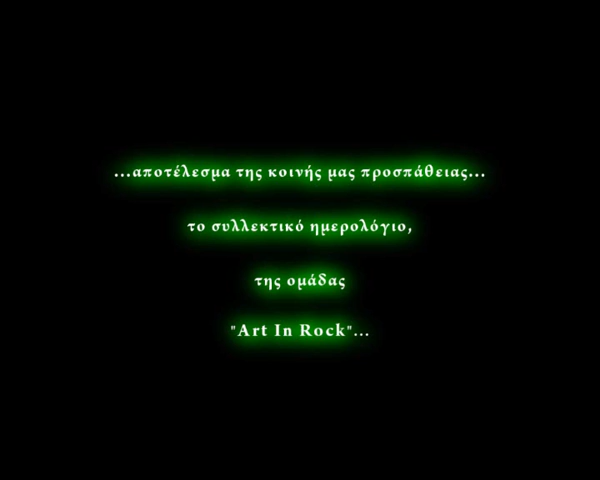 ...αποτέλεσμα της κοινής μας προσπάθειας...
το συλλεκτικό ημερολόγιο,
της ομάδας
"Art In Rock"...